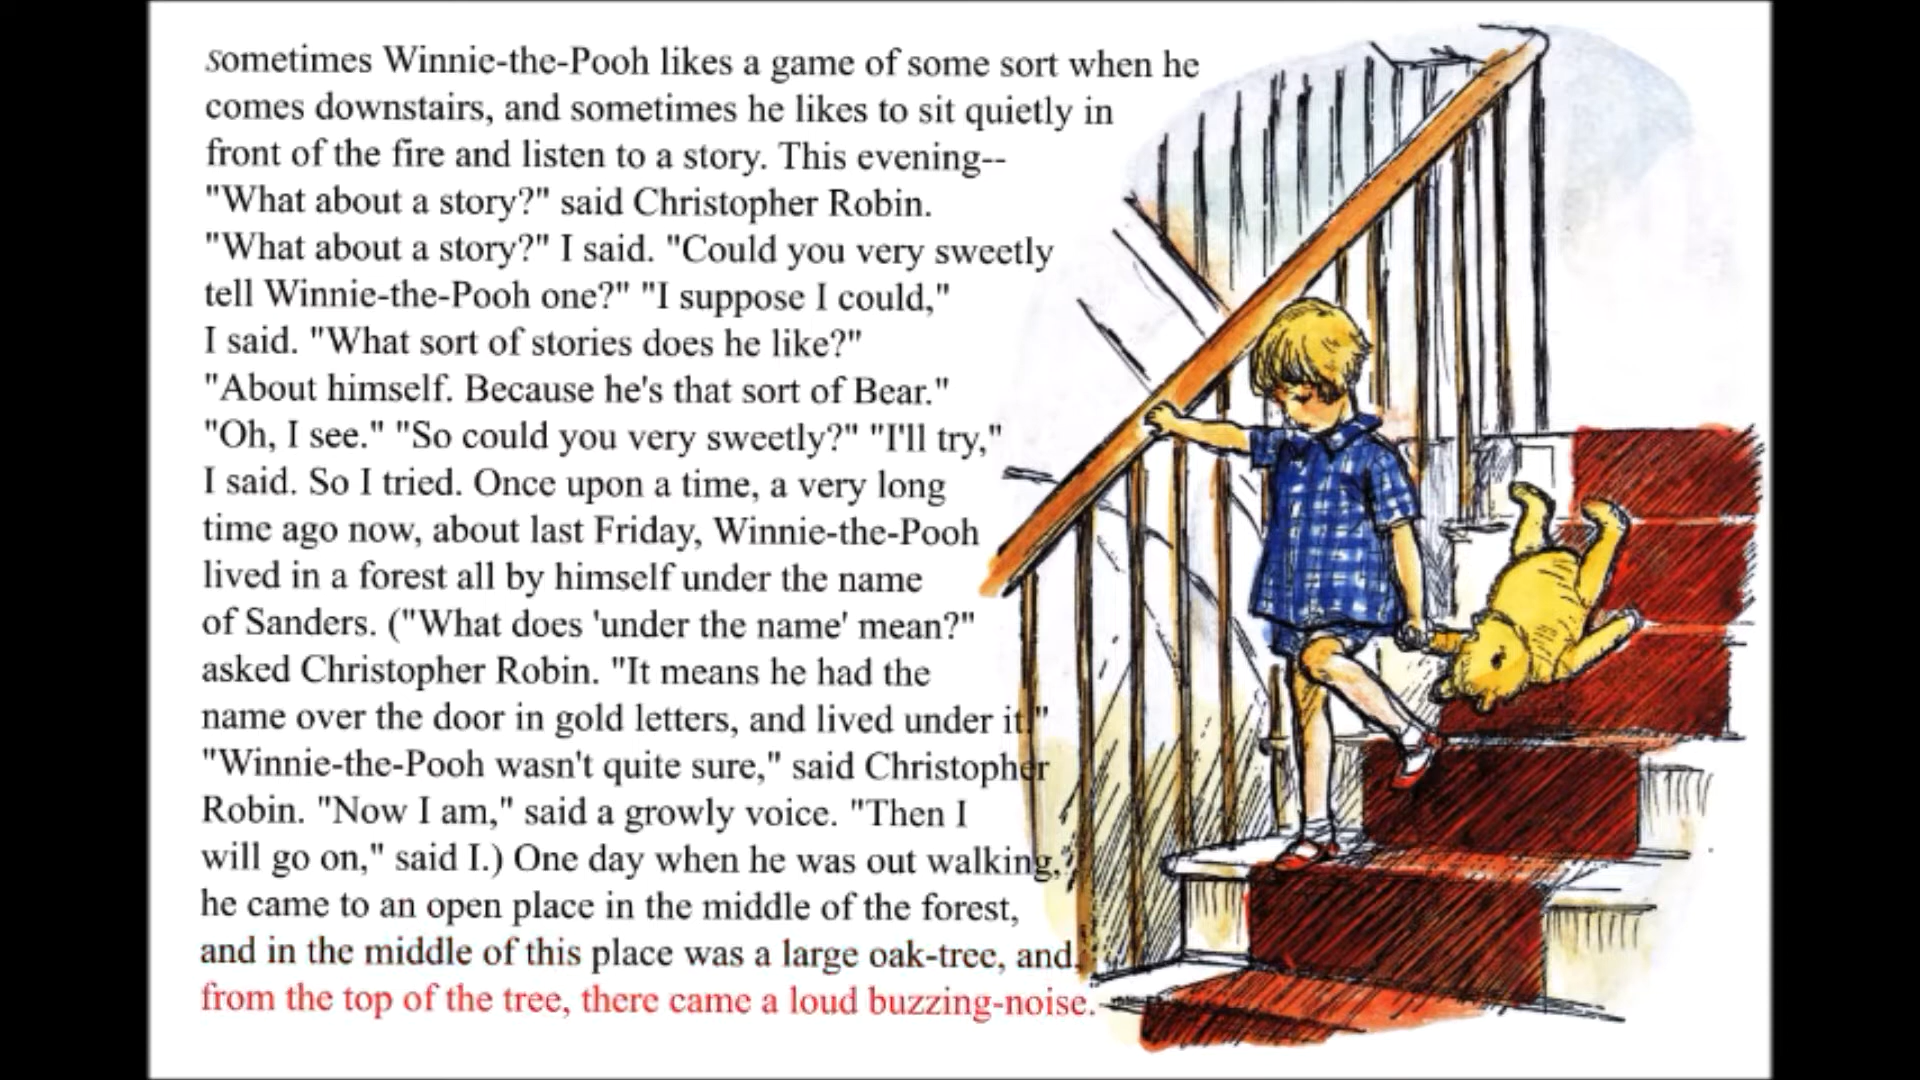 sometimes Winnie-the-Pooh likes a game of some sort when he
comes downstairs, and sometimes he likes to sit quietly in
front of the fire and listen to a story. This evening--
"What about a story?" said Christopher Robin.
"What about a story?" I said. "Could you very sweetly
tell Winnie-the-Pooh one?" "I suppose I could,"
I said. "What sort of stories does he like?"
"About himself. Because he's that sort of Bear."
"Oh, I see." "So could you very sweetly?" "I'll try,"
I said. So I tried. Once upon a time, a very long
time ago now, about last Friday, Winnie-the-Pooh
lived in a forest all by himself under the name
of Sanders. ("What does 'under the name' mean?"
asked Christopher Robin. "It means he had the
name over the door in gold letters, and lived under it."
"Winnie-the-Pooh wasn't quite sure," said Christopher
Robin. "Now I am," said a growly voice. "Then I
will go on," said I.) One day when he was out walking,
he came to an open place in the middle of the forest,
and in the middle of this place was a large oak-tree, and,
from the top of the tree, there came a loud buzzing-noise.